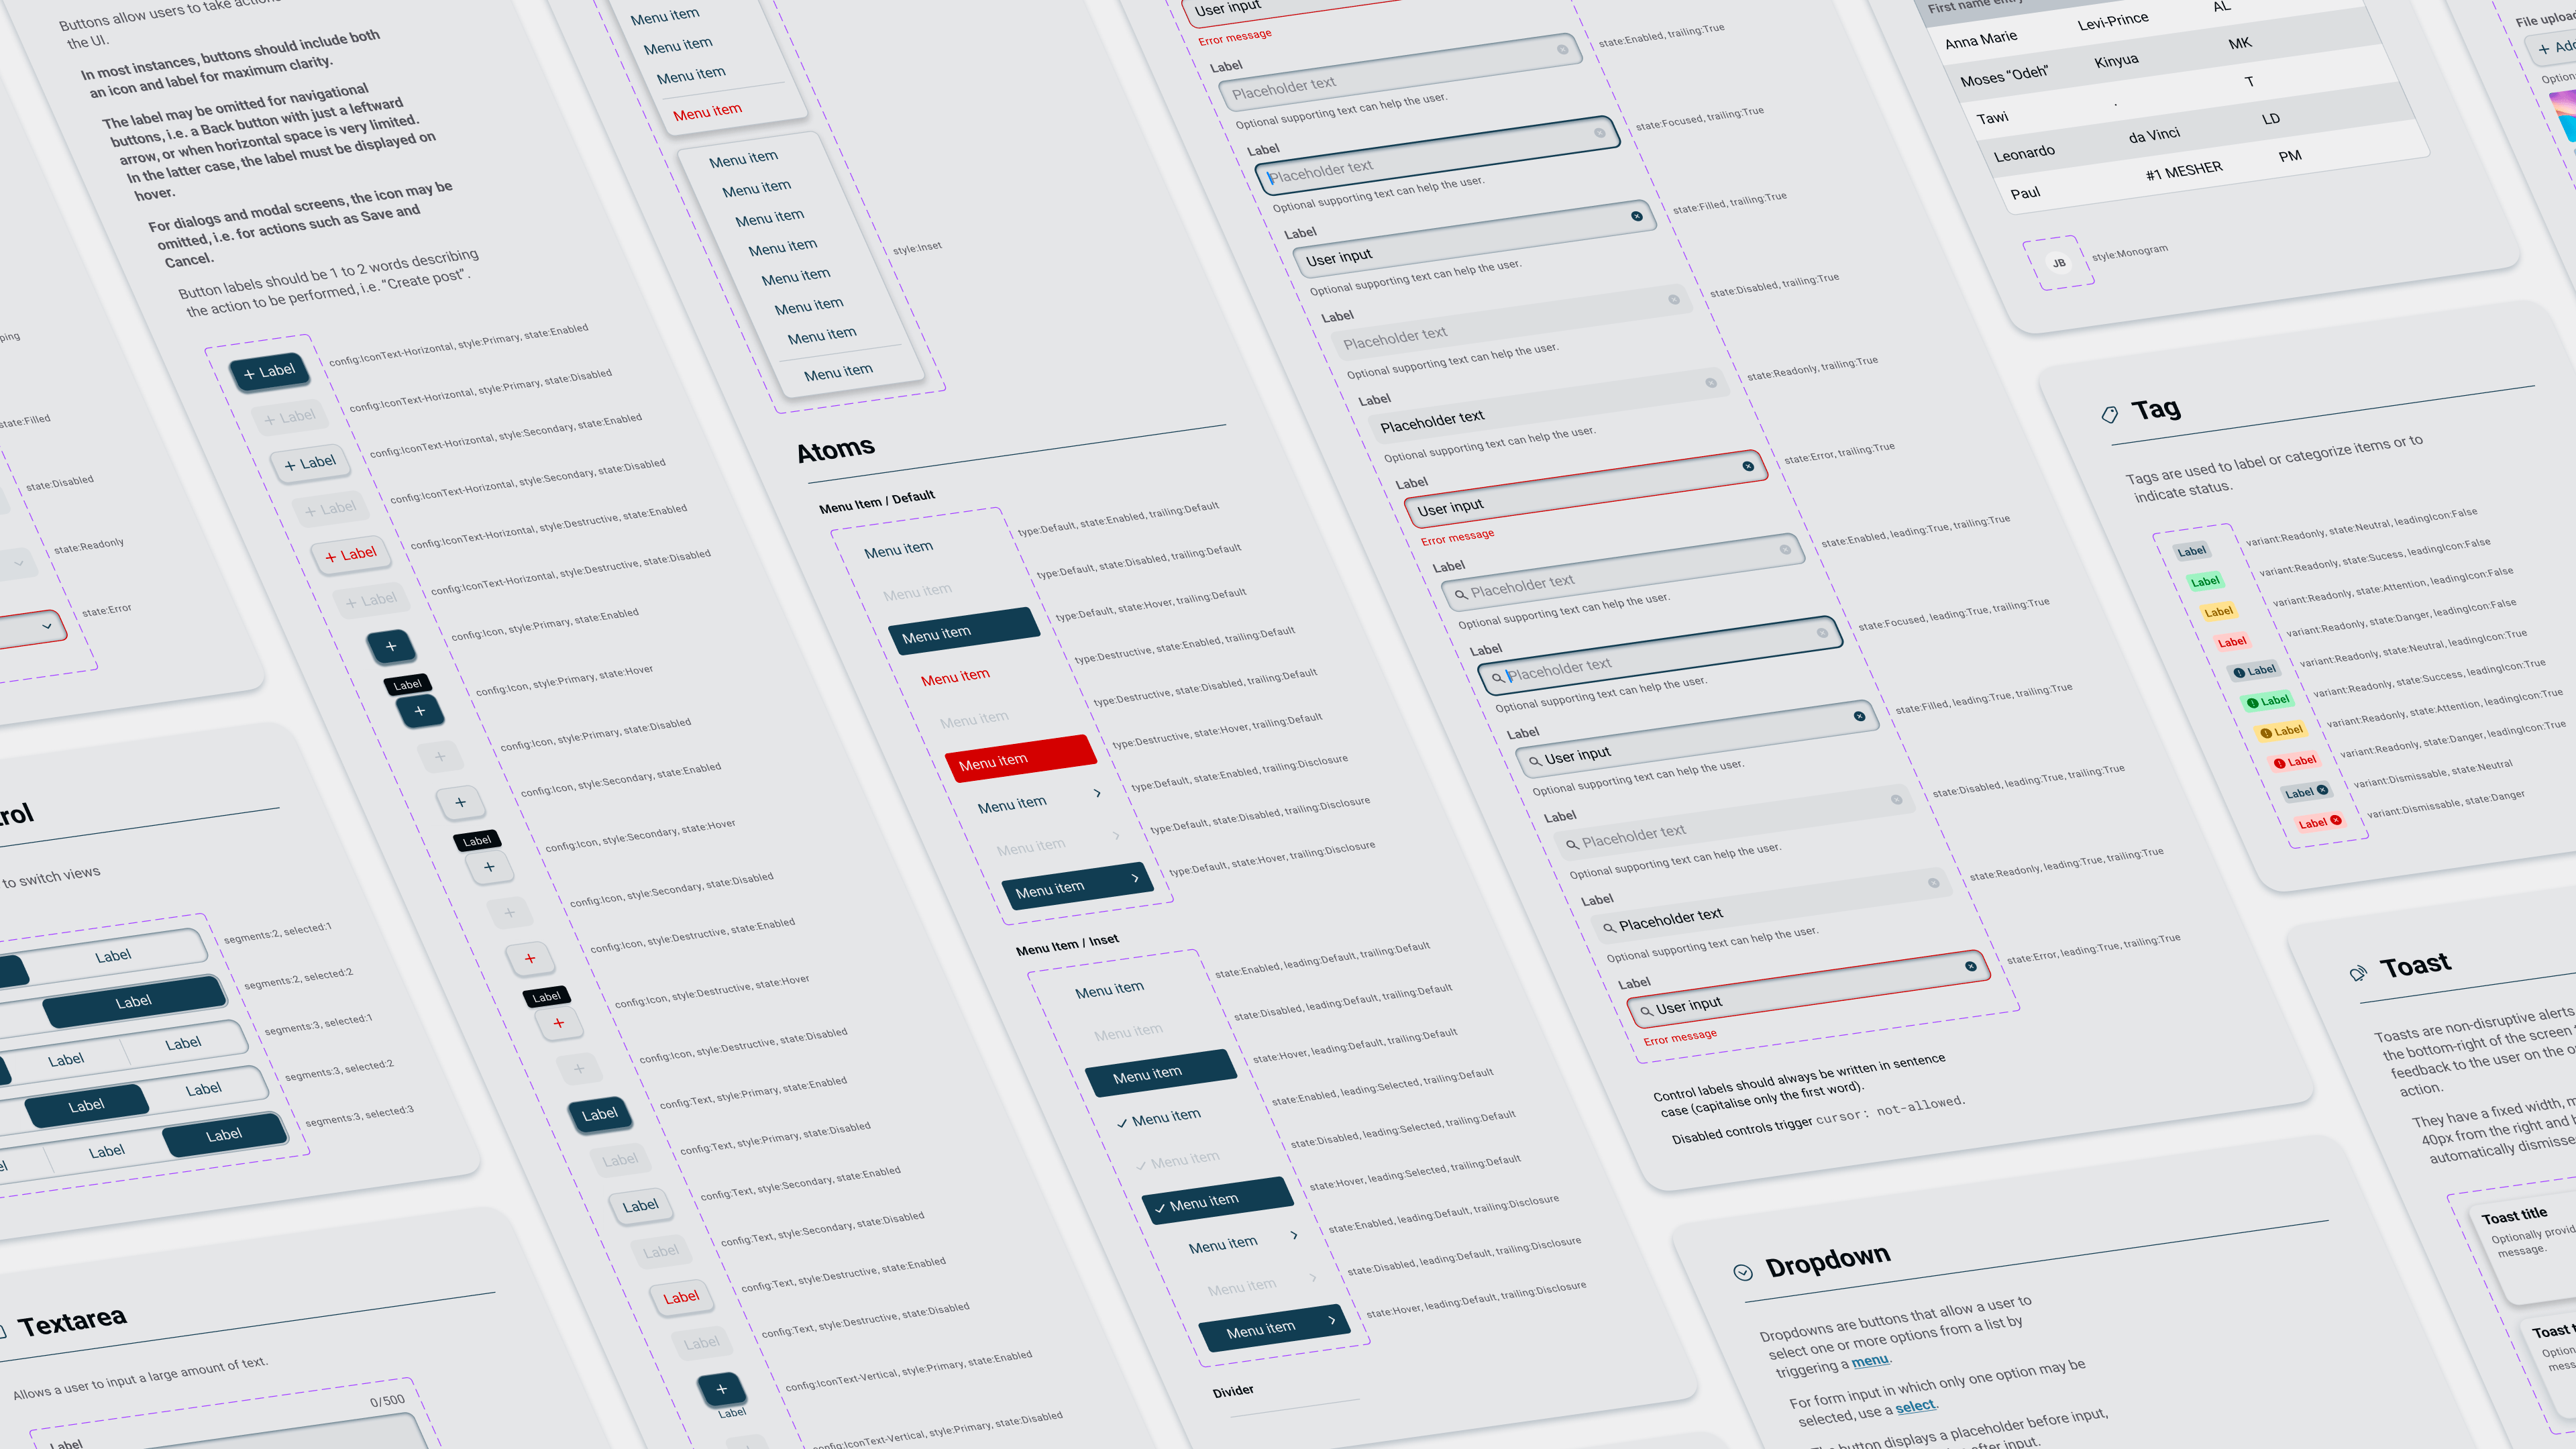 ping
state:Filled
state:Disabled
state:Readonly
state:Error
rol
to switch views
Label
segments:2, selected:1
Label
segments:2, selected:2
Label
Label
segments:3, selected:1
Label
Label
segments:3, selected:2
Label
Label
segments:3, selected:3
Textarea
Allows a user to input a large amount of text.
0/500
Label
Buttons allow users to take actions
the UI.
In most instances, buttons should include both
an icon and label for maximum clarity.
The label may be omitted for navigational
buttons, i.e. a Back button with just a leftward
arrow, or when horizontal space is very limited.
In the latter case, the label must be displayed on
hover.
For dialogs and modal screens, the icon may be
omitted, i.e. for actions such as Save and
Cancel.
Button labels should be 1 to 2 words describing
the action to be performed, i.e. "Create post".
+ Label
config:IconText-Horizontal, style:Primary, state:Enabled
+ Label
config:IconText-Horizontal, style:Primary, state:Disabled
+ Label
config:IconText-Horizontal, style:Secondary, state:Enabled
+ Label
config:IconText-Horizontal, style:Secondary, state:Disabled
+ Label
config:IconText-Horizontal, style:Destructive, state:Enabled
+ Label
config:IconText-Horizontal, style:Destructive, state:Disabled
+
config:Icon, style:Primary, state:Enabled
Label
+
config:Icon, style:Primary, state:Hover
+
config:Icon, style:Primary, state:Disabled
+
config:Icon, style:Secondary, state:Enabled
Label
+
config:Icon, style:Secondary, state:Hover
+
config:Icon, style:Secondary, state:Disabled
+
config:Icon, style:Destructive, state:Enabled
Label
+
config:Icon, style:Destructive, state:Hover
+
config:Icon, style:Destructive, state:Disabled
Label
config:Text, style:Primary, state:Enabled
Label
config:Text, style:Primary, state:Disabled
Label
config:Text, style:Secondary, state:Enabled
Label
config:Text, style:Secondary, state:Disabled
Label
config:Text, style:Destructive, state:Enabled
Label
config:Text, style:Destructive, state:Disabled
+
Label
config:IconText-Vertical, style:Primary, state:Enabled
config:IconText-Vertical, style:Primary, state:Disabled
Menu item
Menu item
Menu item
Menu item
Menu item
Menu item
Menu item
Menu item
Menu item
Menu item
Menu item
Menu item
style:Inset
Atoms
Menu Item / Default
Menu item
type:Default, state:Enabled, trailing:Default
Menu item
type:Default, state:Disabled, trailing:Default
Menu item
type:Default, state:Hover, trailing:Default
Menu item
type:Destructive, state:Enabled, trailing:Default
Menu item
type:Destructive, state:Disabled, trailing:Default
Menu item
type:Destructive, state:Hover, trailing:Default
Menu item
type:Default, state:Enabled, trailing:Disclosure
Menu item
type:Default, state:Disabled, trailing:Disclosure
Menu item
type:Default, state:Hover, trailing:Disclosure
Menu Item / Inset
Menu item
state:Enabled, leading:Default, trailing:Default
Menu item
state:Disabled, leading:Default, trailing:Default
Menu item
state:Hover, leading:Default, trailing:Default
Menu item
state:Enabled, leading:Selected, trailing:Default
Menu item
state:Disabled, leading:Selected, trailing:Default
Menu item
state:Hover, leading:Selected, trailing:Default
Menu item
state:Enabled, leading:Default, trailing:Disclosure
Menu item
state:Disabled, leading:Default, trailing:Disclosure
Menu item
state:Hover, leading:Default, trailing:Disclosure
Divider
User input
Error message
Label
Placeholder text
Optional supporting text can help the user.
state:Enabled, trailing:True
Label
Placeholder text
Optional supporting text can help the user.
state:Focused, trailing:True
Label
User input
Optional supporting text can help the user.
state:Filled, trailing:True
Label
Placeholder text
Optional supporting text can help the user.
state:Disabled, trailing:True
Label
Placeholder text
Optional supporting text can help the user.
state:Readonly, trailing:True
Label
User input
Error message
state:Error, trailing:True
Label
Placeholder text
Optional supporting text can help the user.
state:Enabled, leading:True, trailing:True
Label
Placeholder text
Optional supporting text can help the user.
state:Focused, leading:True, trailing:True
Label
User input
Optional supporting text can help the user.
state:Filled, leading:True, trailing:True
Label
Placeholder text
Optional supporting text can help the user.
state:Disabled, leading:True, trailing:True
Label
Placeholder text
Optional supporting text can help the user.
state:Readonly, leading:True, trailing:True
Label
User input
Error message
state:Error, leading:True, trailing:True
Control labels should always be written in sentence
case (capitalise only the first word).
Disabled controls trigger cursor: not-allowed.
Dropdown
Dropdowns are buttons that allow a user to
select one or more options from a list by
triggering a menu.
For form input in which only one option may be
selected, use a select.
The button displays a placeholder before input,
after input.
First name entry
Anna Marie Levi-Prince AL
Moses "Odeh" Kinyua MK
Tawi . T
Leonardo da Vinci LD
Paul #1 MESHER PM
JB
style:Monogram
Tag
Tags are used to label or categorize items or to
indicate status.
Label
variant:Readonly, state:Neutral, leadingIcon:False
Label
variant:Readonly, state:Sucess, leadingIcon:False
Label
variant:Readonly, state:Attention, leadingIcon:False
Label
variant:Readonly, state:Danger, leadingIcon:False
Label
variant:Readonly, state:Neutral, leadingIcon:True
Label
variant:Readonly, state:Success, leadingIcon:True
Label
variant:Readonly, state:Attention, leadingIcon:True
Label
variant:Readonly, state:Danger, leadingIcon:True
Label
variant:Dismissable, state:Neutral
Label
variant:Dismissable, state:Danger
Toast
Toasts are non-disruptive alerts
the bottom-right of the screen
feedback to the user on the
action.
They have a fixed width,
40px from the right and
automatically dismisse
Toast title
Optionally provid
message.
Toast t
Option
mess
File upload
+ Add
Option